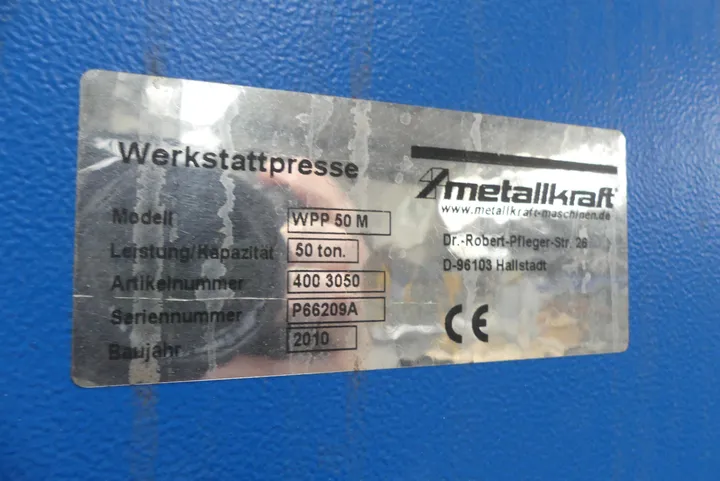 Werkstattpresse
Modell WPP 50 M
Leistung/Kapazität 50 ton.
Artikelnummer 400 3050
Seriennummer P66209A
Baujahr 2010
metallkraft®
www.metallkraft-maschinen.de
Dr.-Robert-Pfleger-Str. 26
D-96103 Hallstadt
CE